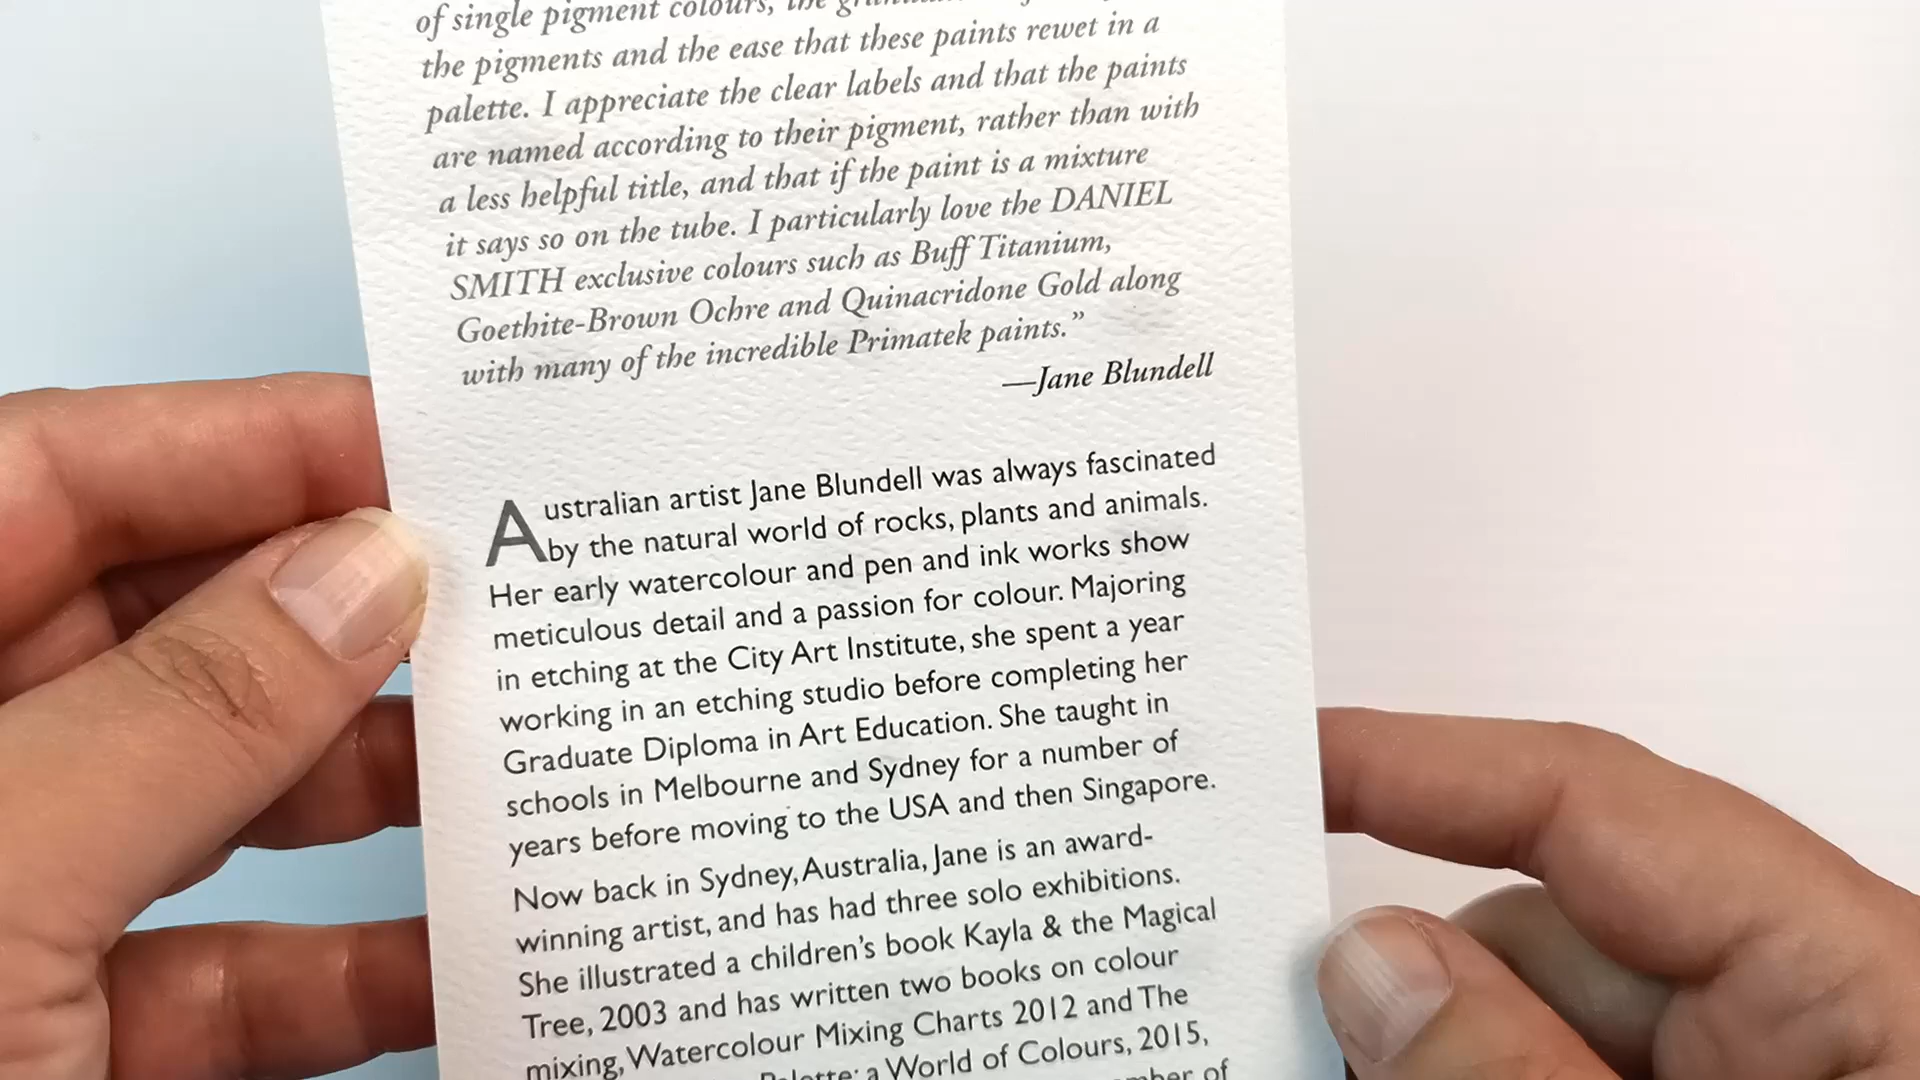 of single pigment colours, the
the pigments and the ease that these paints rewet in a
palette. I appreciate the clear labels and that the paints
are named according to their pigment, rather than with
a less helpful title, and that if the paint is a mixture
it says so on the tube. I particularly love the DANIEL
SMITH exclusive colours such as Buff Titanium,
Goethite-Brown Ochre and Quinacridone Gold along
with many of the incredible Primatek paints.”
—Jane Blundell
Australian artist Jane Blundell was always fascinated
by the natural world of rocks, plants and animals.
Her early watercolour and pen and ink works show
meticulous detail and a passion for colour. Majoring
in etching at the City Art Institute, she spent a year
working in an etching studio before completing her
Graduate Diploma in Art Education. She taught in
schools in Melbourne and Sydney for a number of
years before moving to the USA and then Singapore.
Now back in Sydney, Australia, Jane is an award-
winning artist, and has had three solo exhibitions.
She illustrated a children’s book Kayla & the Magical
Tree, 2003 and has written two books on colour
mixing, Watercolour Mixing Charts 2012 and The
Palette: a World of Colours, 2015,
of